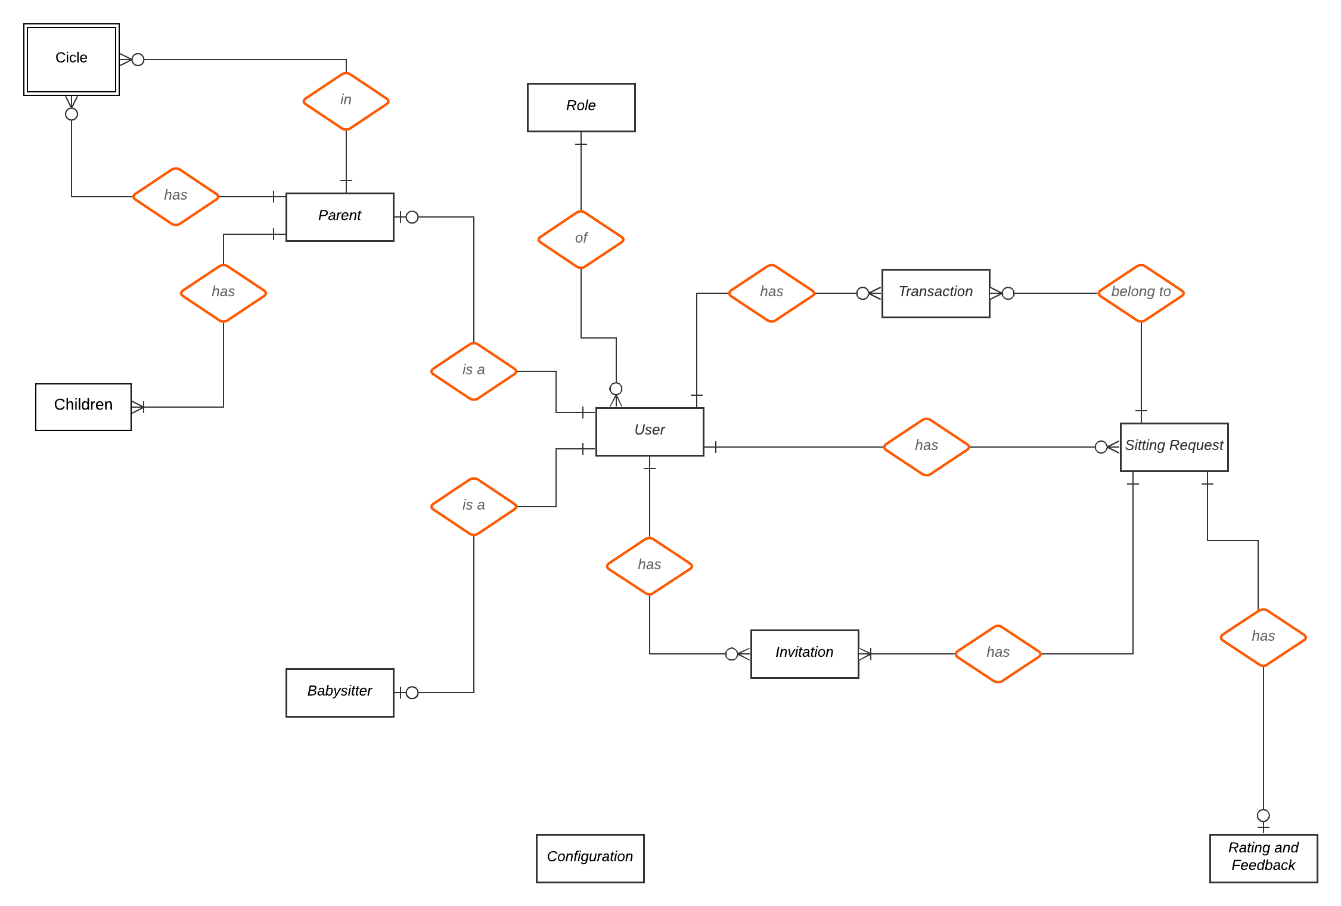 Cicle
in
Role
has
Parent
of
has
has
Transaction
belong to
is a
Children
User
has
Sitting Request
is a
has
Invitation
has
has
Babysitter
Configuration
Rating and
Feedback